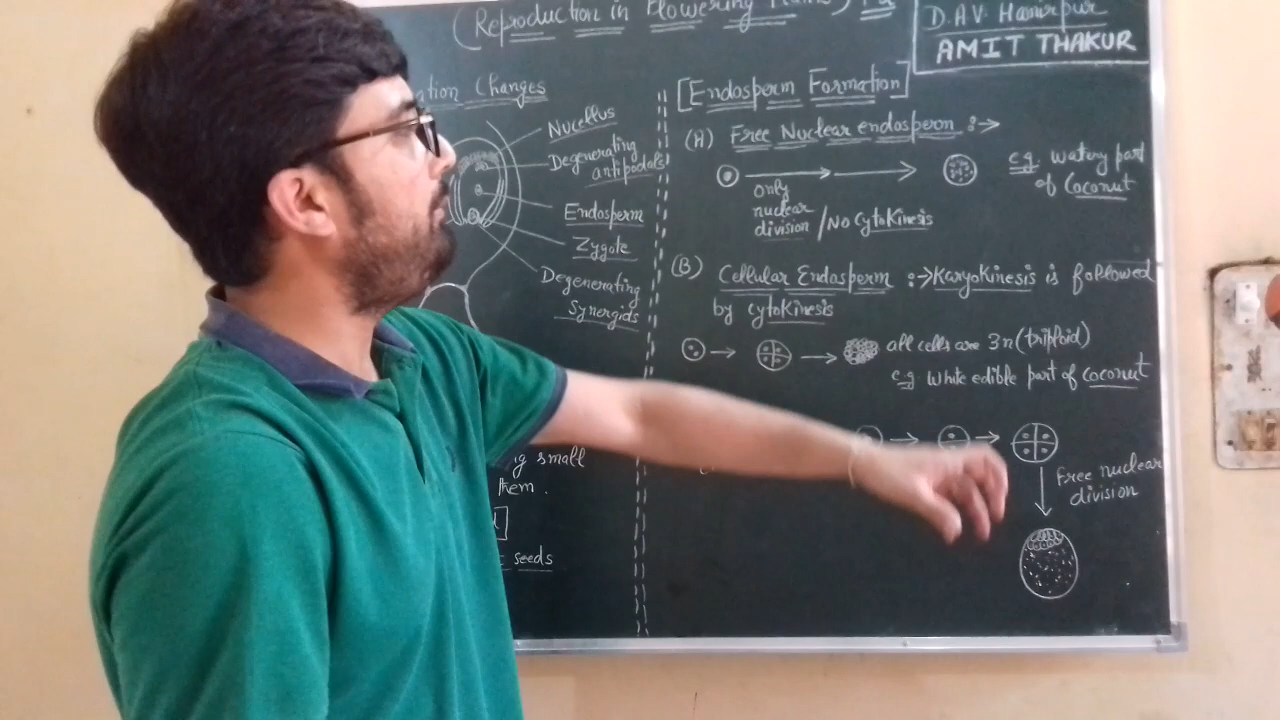 (Reproduction in Flowering
D.A.V. Hamirpur
AMIT THAKUR
Changes
Nucellus
Degenerating
antipodals
Endosperm
Zygote
Degenerating
Synergids
small
them.
seeds
[Endosperm Formation]
(A) Free Nuclear endosperm :→
only
nuclear
division / No Cytokinesis
e.g. watery part
of Coconut
(B) Cellular Endosperm :→ Karyokinesis is followed
by cytokinesis
all cells are 3n (triploid)
e.g. White edible part of coconut
Free nuclear
division